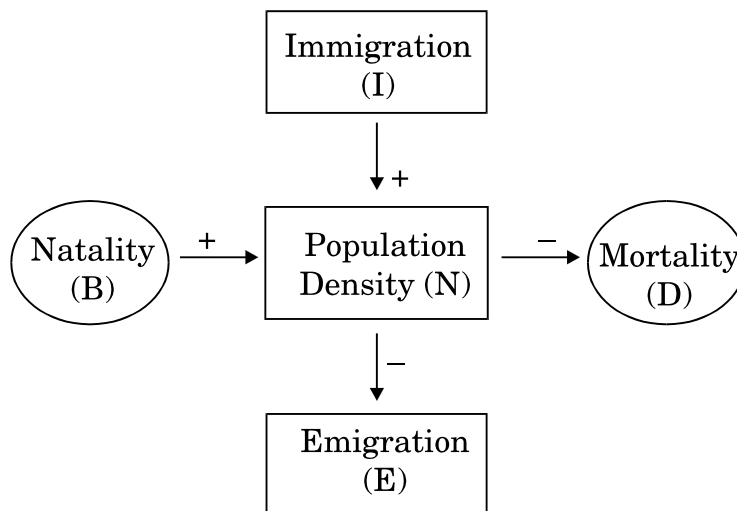 Immigration
(I)
+
Natality
(B)
+
Population
Density (N)
–
Mortality
(D)
–
Emigration
(E)